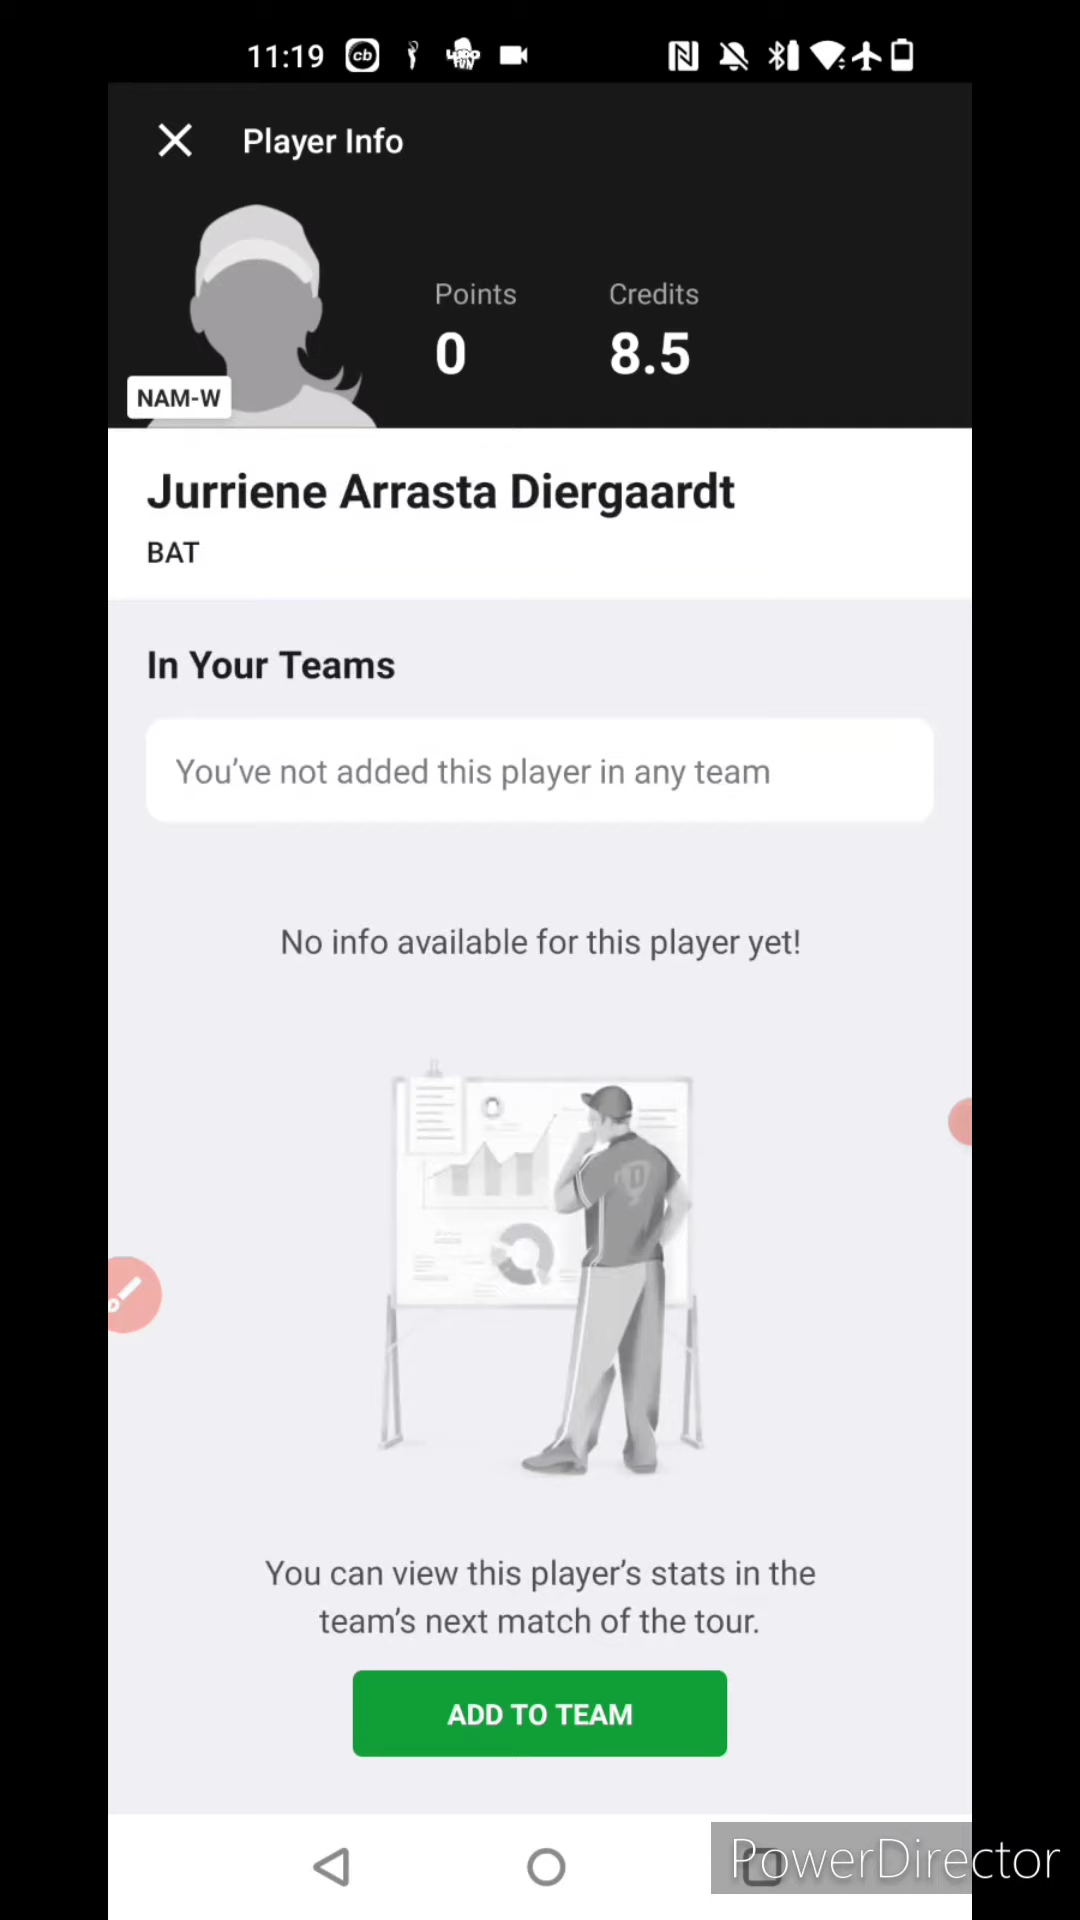 11:19
Player Info
Points
Credits
0
8.5
NAM-W
Jurriene Arrasta Diergaardt
BAT
In Your Teams
You've not added this player in any team
No info available for this player yet!
D
You can view this player's stats in the
team's next match of the tour.
ADD TO TEAM
PowerDirector